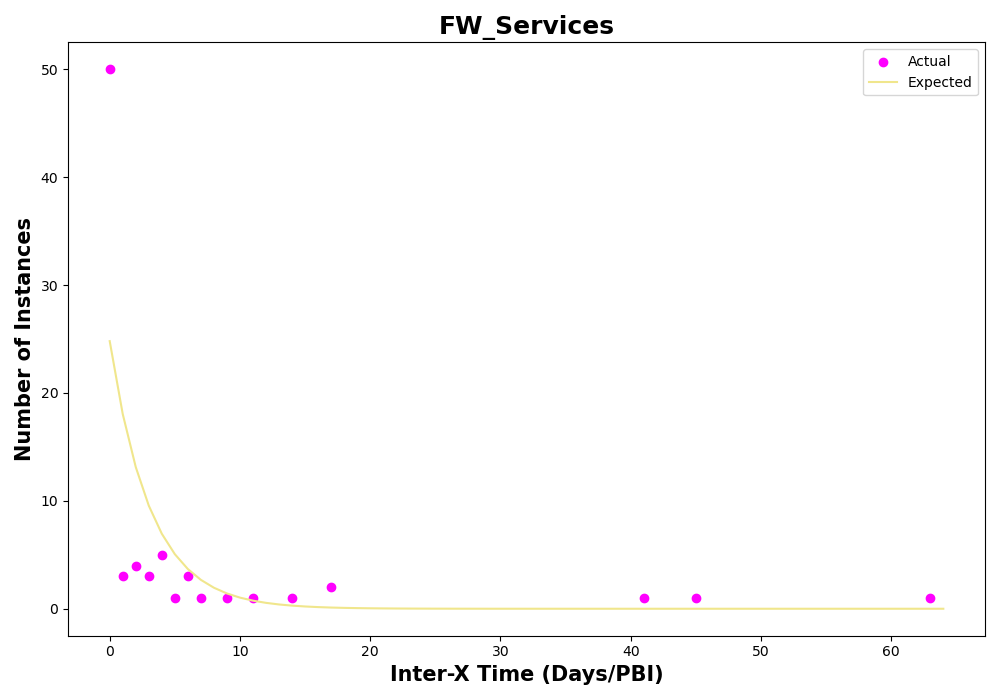 FW_Services
Actual
Expected
Number of Instances
50
40
30
20
10
0
0 10 20 30 40 50 60
Inter-X Time (Days/PBI)